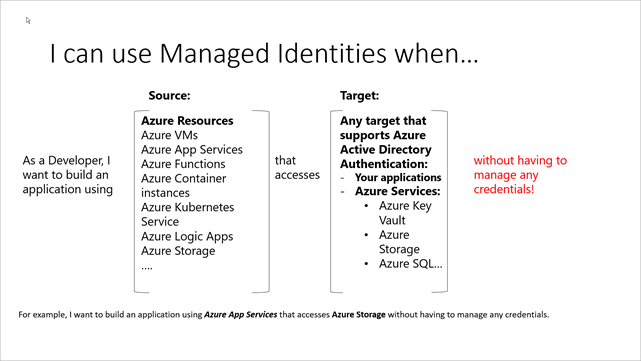 I can use Managed Identities when...
Source:
Target:
As a Developer, I
want to build an
application using
Azure Resources
Azure VMs
Azure App Services
Azure Functions
Azure Container
instances
Azure Kubernetes
Service
Azure Logic Apps
Azure Storage
....
that
accesses
Any target that
supports Azure
Active Directory
Authentication:
- Your applications
- Azure Services:
• Azure Key
Vault
• Azure
Storage
• Azure SQL...
without having to
manage any
credentials!
For example, I want to build an application using Azure App Services that accesses Azure Storage without having to manage any credentials.